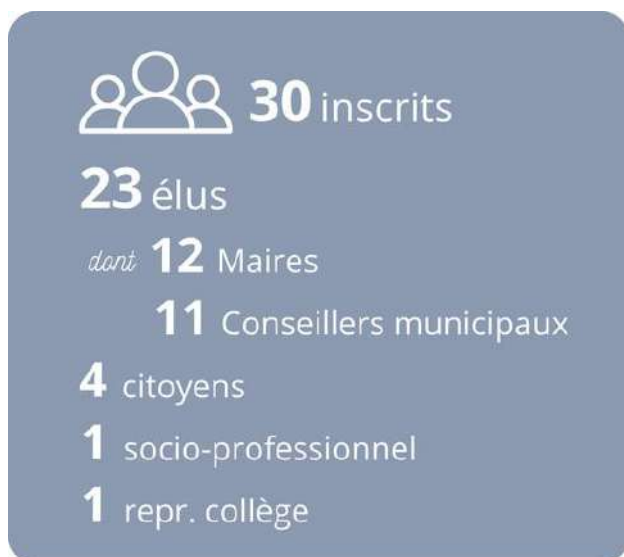 30 inscrits
23 élus
dont 12 Maires
11 Conseillers municipaux
4 citoyens
1 socio-professionnel
1 repr. collège